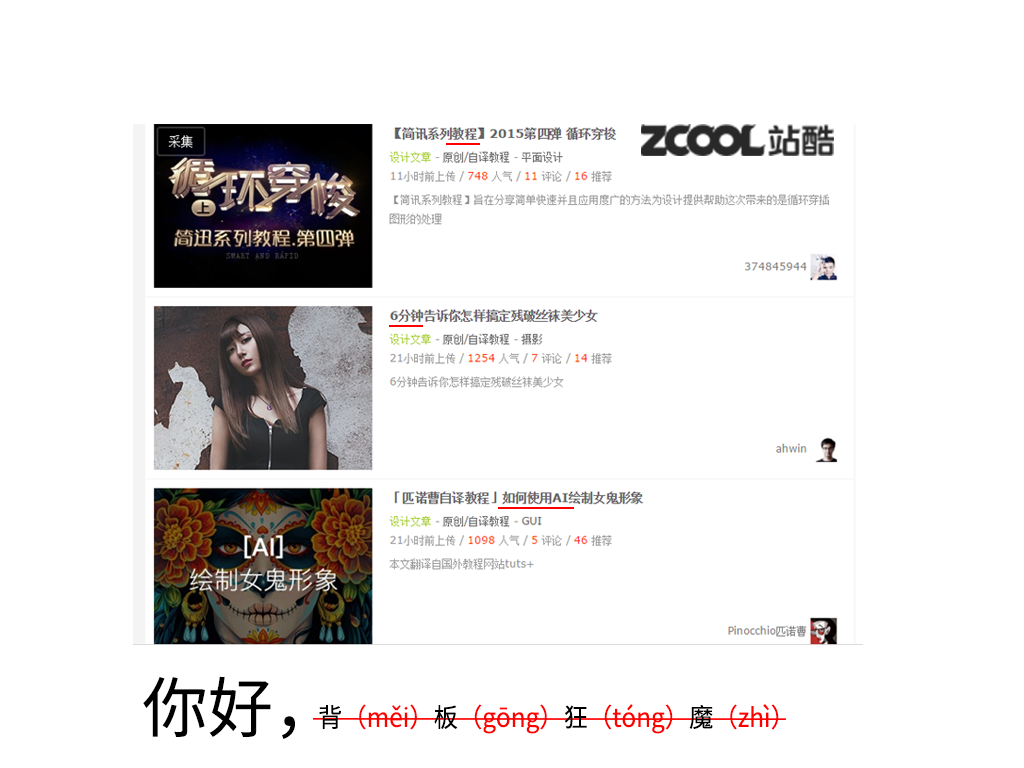 采集
循环穿梭
上
简迅系列教程.第四弹
SMART AND RAPID
【简讯系列教程】2015第四弹 循环穿梭
ZCOOL 站酷
设计文章 - 原创/自译教程 - 平面设计
11小时前上传 / 748 人气 / 11 评论 / 16 推荐
【简讯系列教程】旨在分享简单快速并且应用度广的方法为设计提供帮助这次带来的是循环穿插
图形的处理
374845944
6分钟告诉你怎样搞定残破丝袜美少女
设计文章 - 原创/自译教程 - 摄影
21小时前上传 / 1254 人气 / 7 评论 / 14 推荐
6分钟告诉你怎样搞定残破丝袜美少女
ahwin
[AI]
绘制女鬼形象
「匹诺曹自译教程」如何使用AI绘制女鬼形象
设计文章 - 原创/自译教程 - GUI
21小时前上传 / 1098 人气 / 5 评论 / 46 推荐
本文翻译自国外教程网站tuts+
Pinocchio匹诺曹
你好，背（měi）板（gōng）狂（tóng）魔（zhì）